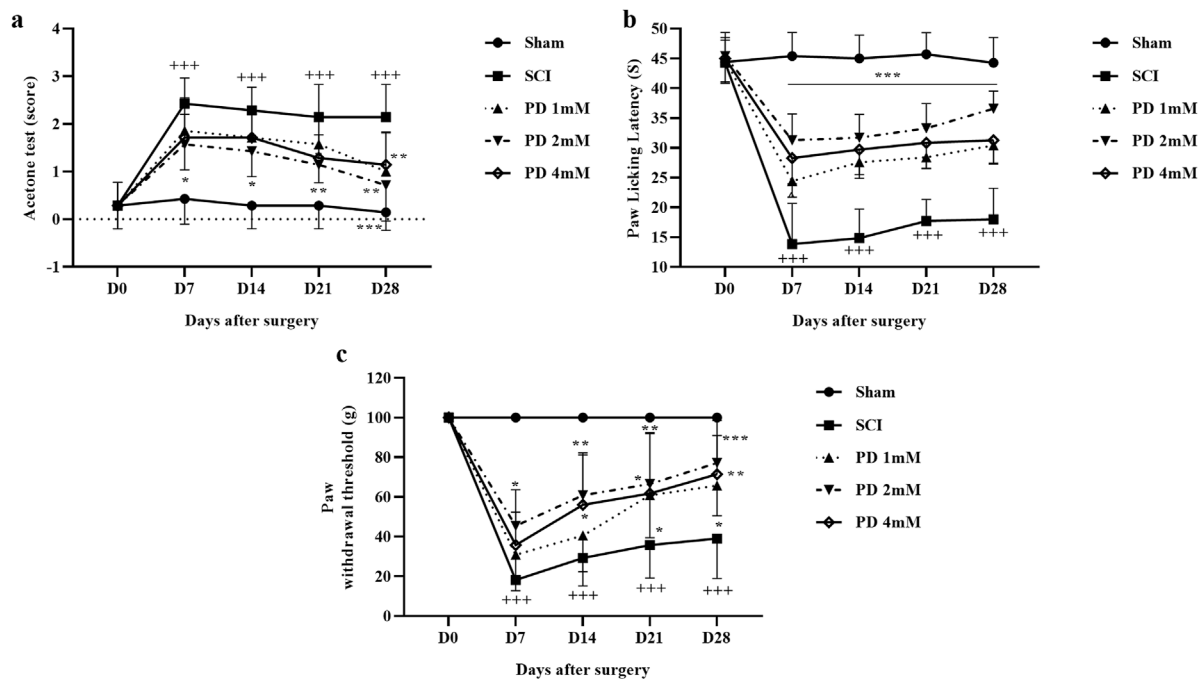 a
4
3
2
1
0
-1
Acetone test (score)
+++
+++
+++
+++
*
*
**
**
**
***
D0 D7 D14 D21 D28
Days after surgery
Sham
SCI
PD 1mM
PD 2mM
PD 4mM
b
50
45
40
35
30
25
20
15
10
Paw Licking Latency (S)
***
+++
+++
+++
+++
D0 D7 D14 D21 D28
Days after surgery
Sham
SCI
PD 1mM
PD 2mM
PD 4mM
c
120
100
80
60
40
20
0
Paw
withdrawal threshold (g)
*
**
*
**
*
*
***
**
*
+++
+++
+++
+++
D0 D7 D14 D21 D28
Days after surgery
Sham
SCI
PD 1mM
PD 2mM
PD 4mM